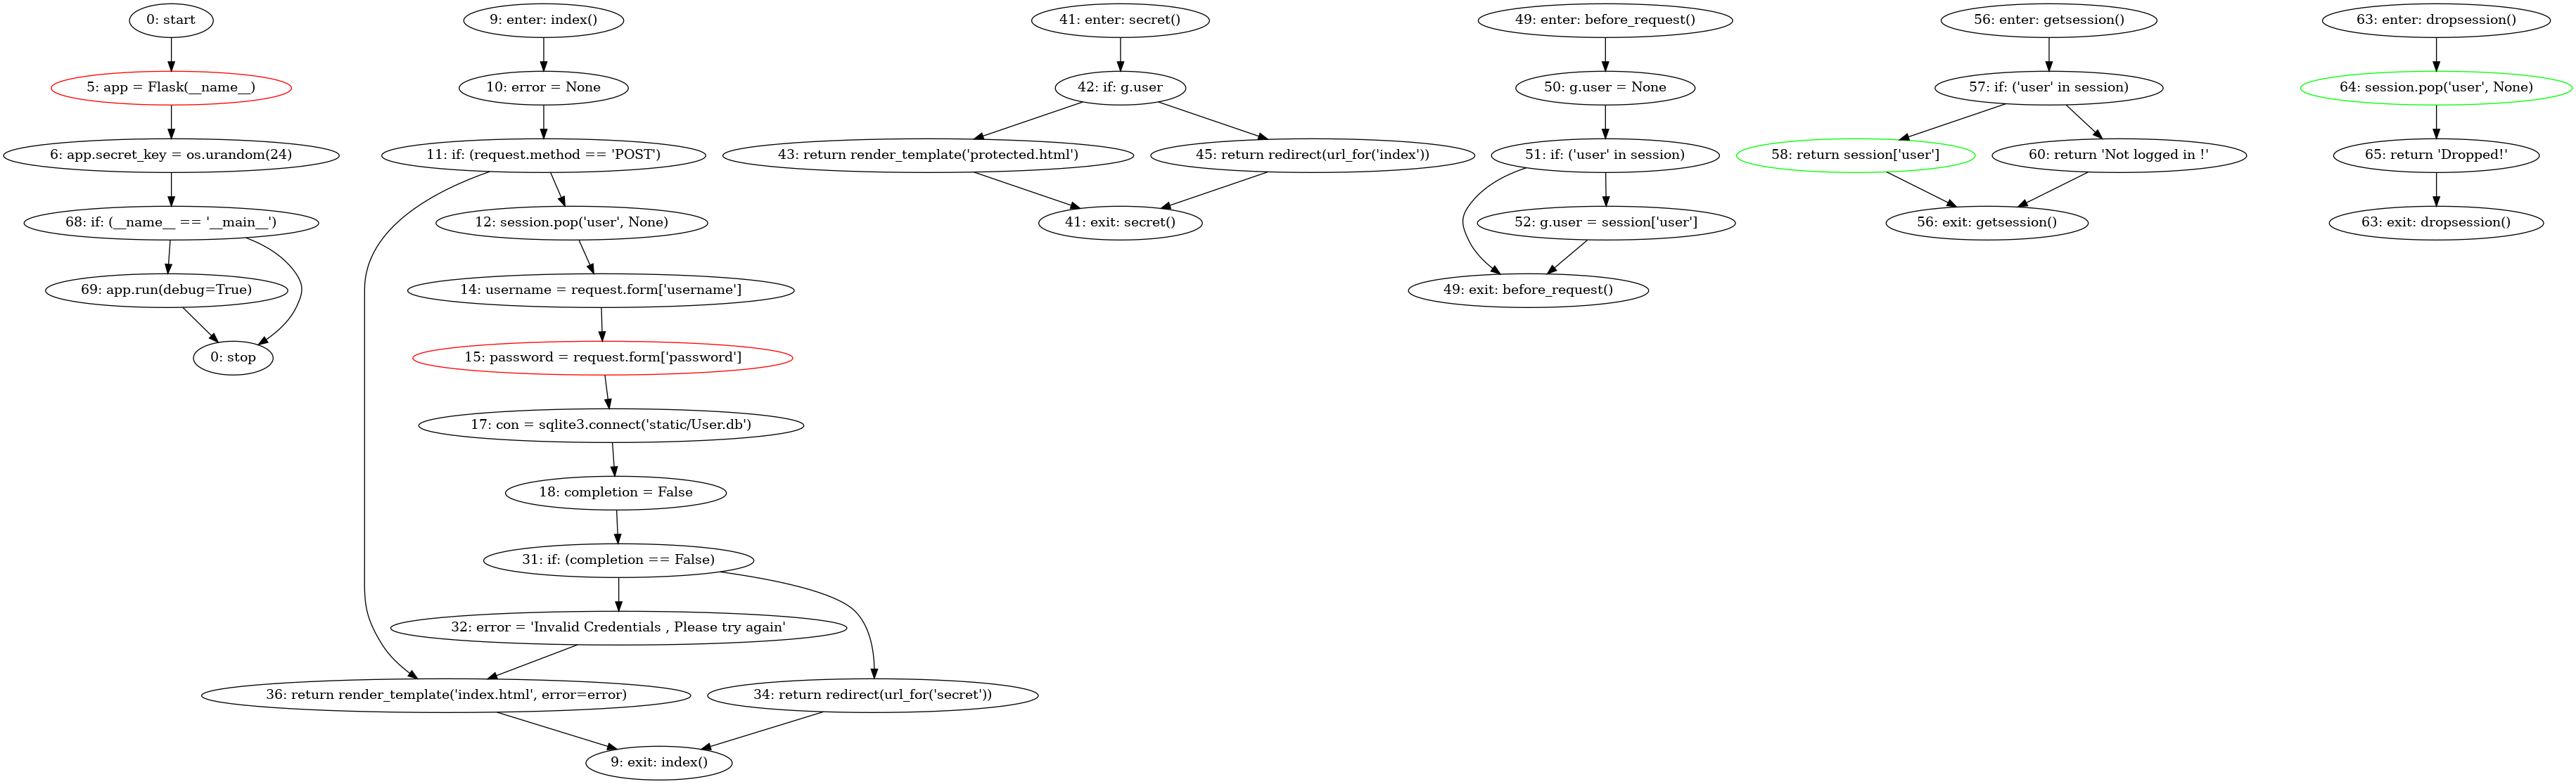 0: start
5: app = Flask(__name__)
6: app.secret_key = os.urandom(24)
68: if: (__name__ == '__main__')
69: app.run(debug=True)
0: stop
9: enter: index()
10: error = None
11: if: (request.method == 'POST')
12: session.pop('user', None)
14: username = request.form['username']
15: password = request.form['password']
17: con = sqlite3.connect('static/User.db')
18: completion = False
31: if: (completion == False)
32: error = 'Invalid Credentials , Please try again'
36: return render_template('index.html', error=error)
34: return redirect(url_for('secret'))
9: exit: index()
41: enter: secret()
42: if: g.user
43: return render_template('protected.html')
45: return redirect(url_for('index'))
41: exit: secret()
49: enter: before_request()
50: g.user = None
51: if: ('user' in session)
52: g.user = session['user']
49: exit: before_request()
56: enter: getsession()
57: if: ('user' in session)
58: return session['user']
60: return 'Not logged in !'
56: exit: getsession()
63: enter: dropsession()
64: session.pop('user', None)
65: return 'Dropped!'
63: exit: dropsession()